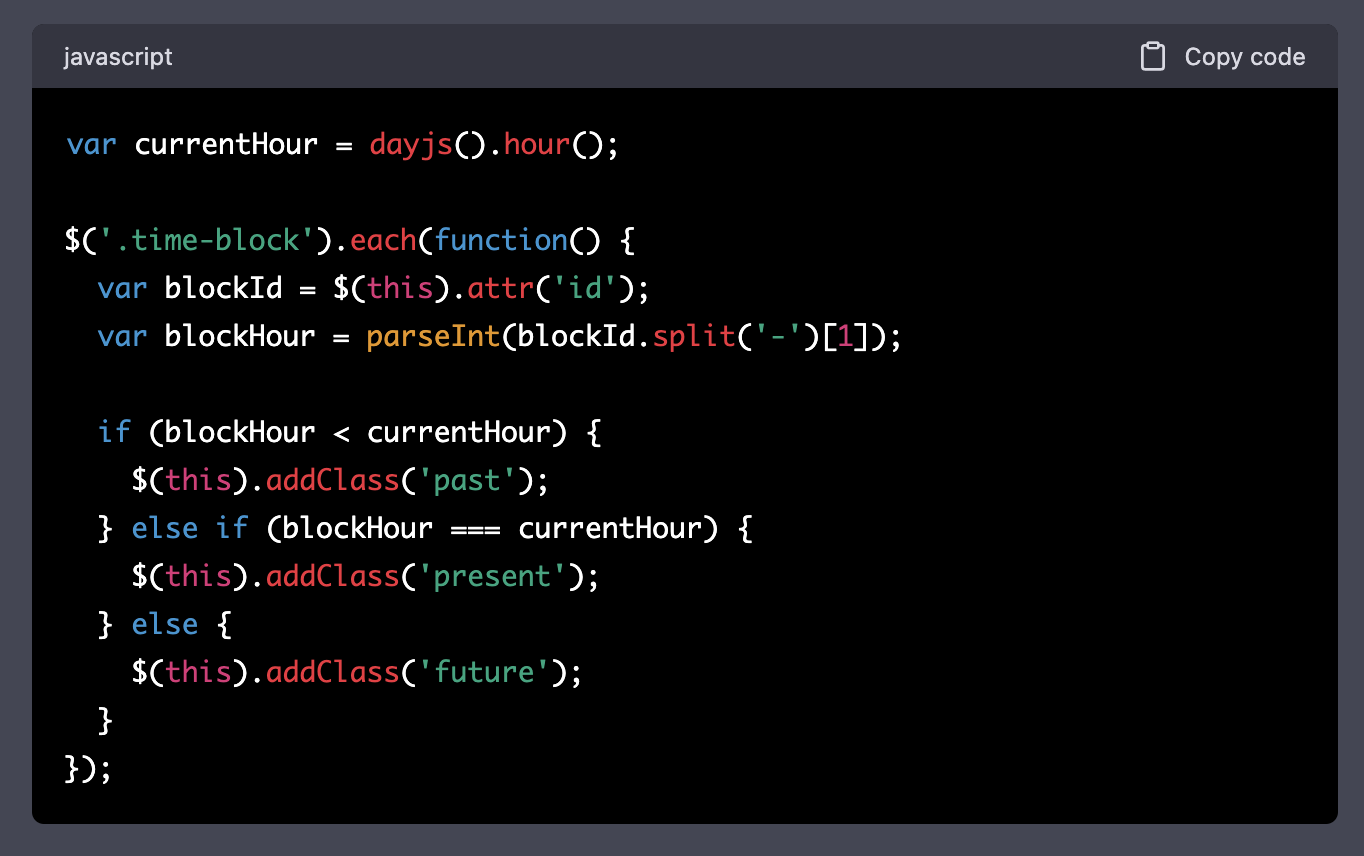 javascript
Copy code
var currentHour = dayjs().hour();
$('.time-block').each(function() {
  var blockId = $(this).attr('id');
  var blockHour = parseInt(blockId.split('-')[1]);
  if (blockHour < currentHour) {
    $(this).addClass('past');
  } else if (blockHour === currentHour) {
    $(this).addClass('present');
  } else {
    $(this).addClass('future');
  }
});